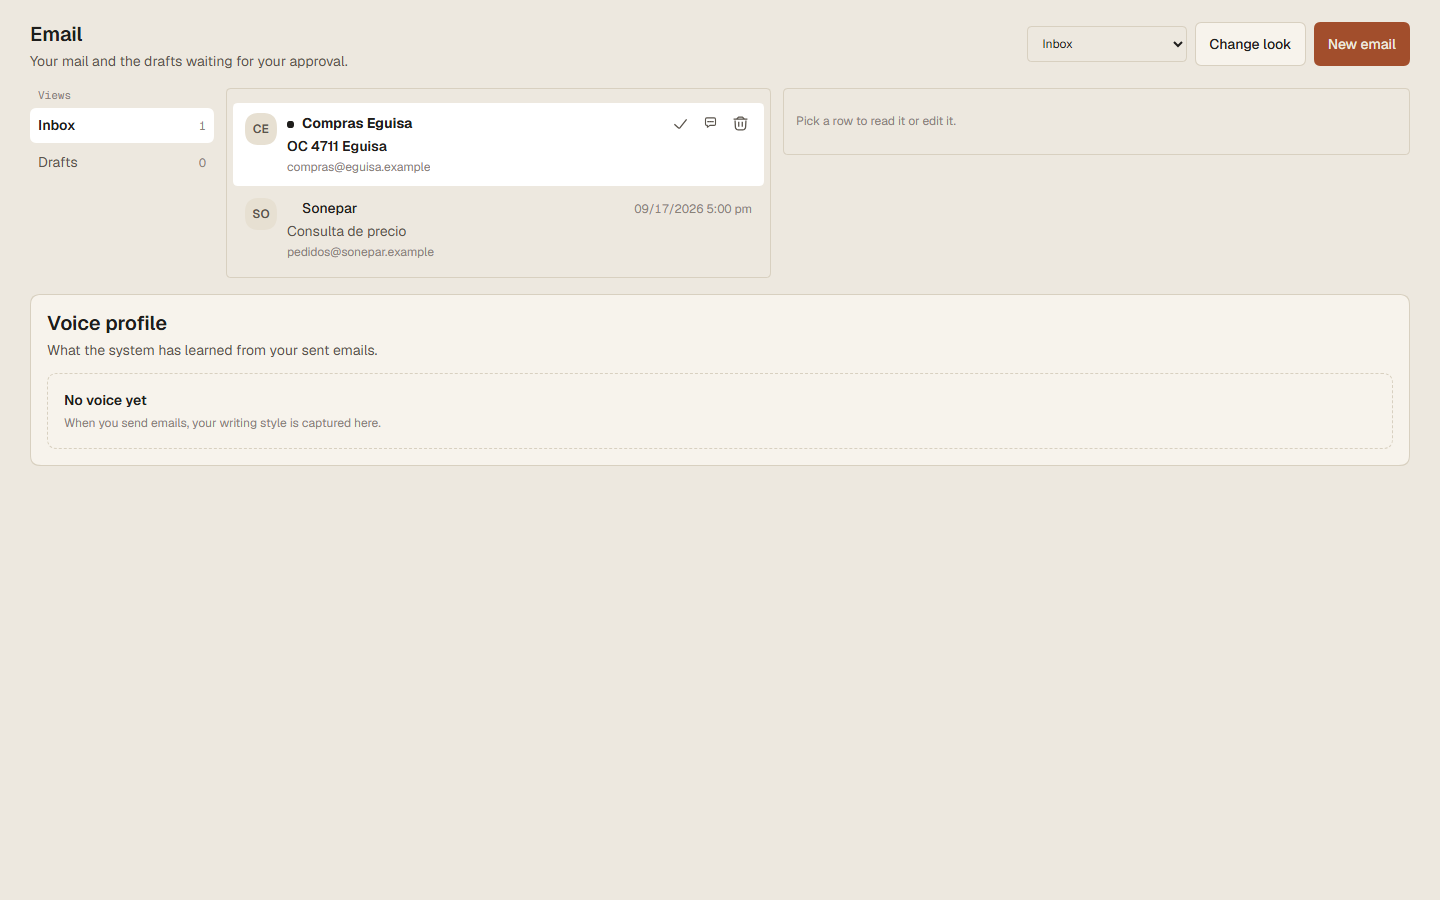 Email
Your mail and the drafts waiting for your approval.
Inbox
Change look
New email
Views
Inbox 1
Drafts 0
CE
Compras Eguisa
OC 4711 Eguisa
compras@eguisa.example
SO
Sonepar
09/17/2026 5:00 pm
Consulta de precio
pedidos@sonepar.example
Pick a row to read it or edit it.
Voice profile
What the system has learned from your sent emails.
No voice yet
When you send emails, your writing style is captured here.